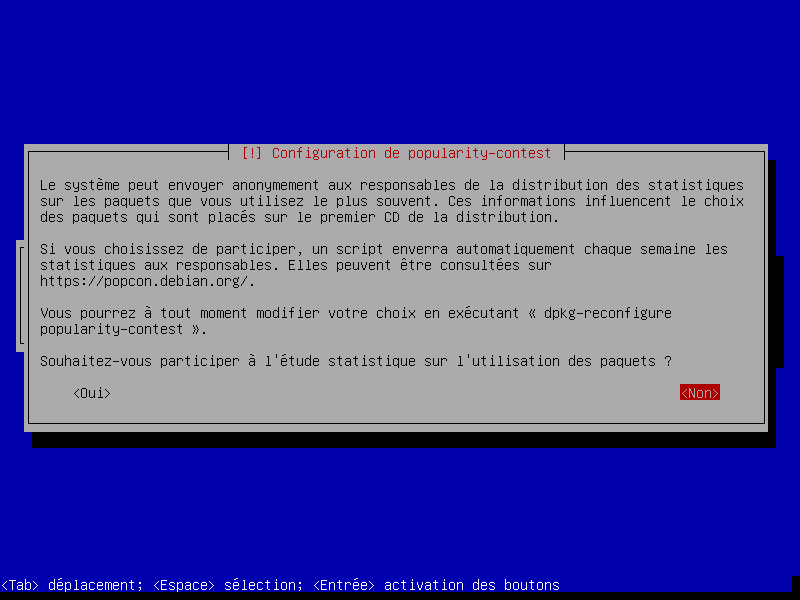 [!] Configuration de popularity-contest
Le système peut envoyer anonymement aux responsables de la distribution des statistiques
sur les paquets que vous utilisez le plus souvent. Ces informations influencent le choix
des paquets qui sont placés sur le premier CD de la distribution.
Si vous choisissez de participer, un script enverra automatiquement chaque semaine les
statistiques aux responsables. Elles peuvent être consultées sur
https://popcon.debian.org/.
Vous pourrez à tout moment modifier votre choix en exécutant « dpkg-reconfigure
popularity-contest ».
Souhaitez-vous participer à l'étude statistique sur l'utilisation des paquets ?
<Oui> <Non>
<Tab> déplacement; <Espace> sélection; <Entrée> activation des boutons